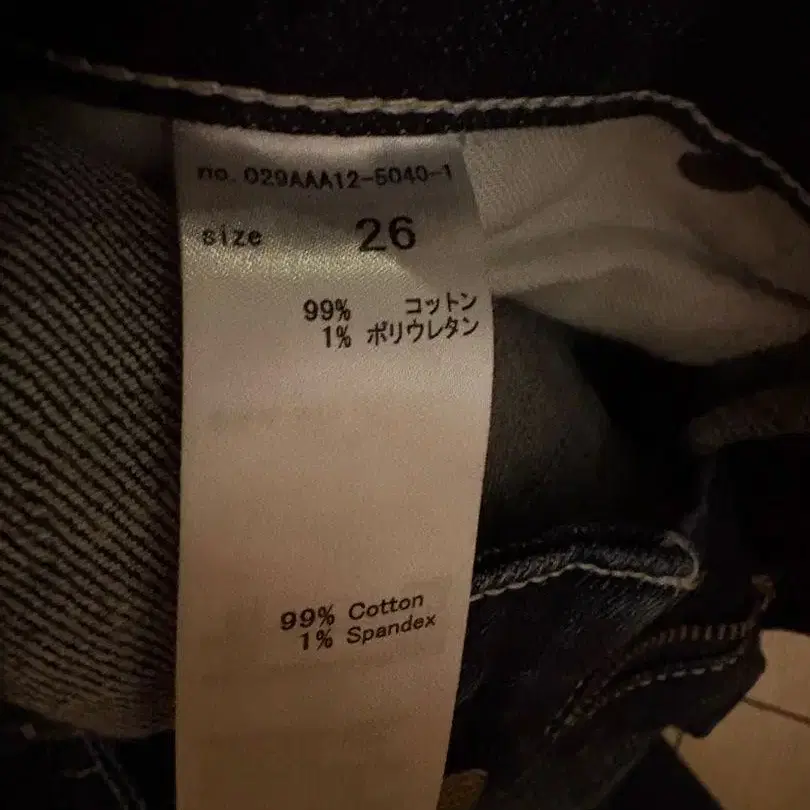 no. 029AAA12-5040-1
size 26
99% コットン
1% ポリウレタン
99% Cotton
1% Spandex